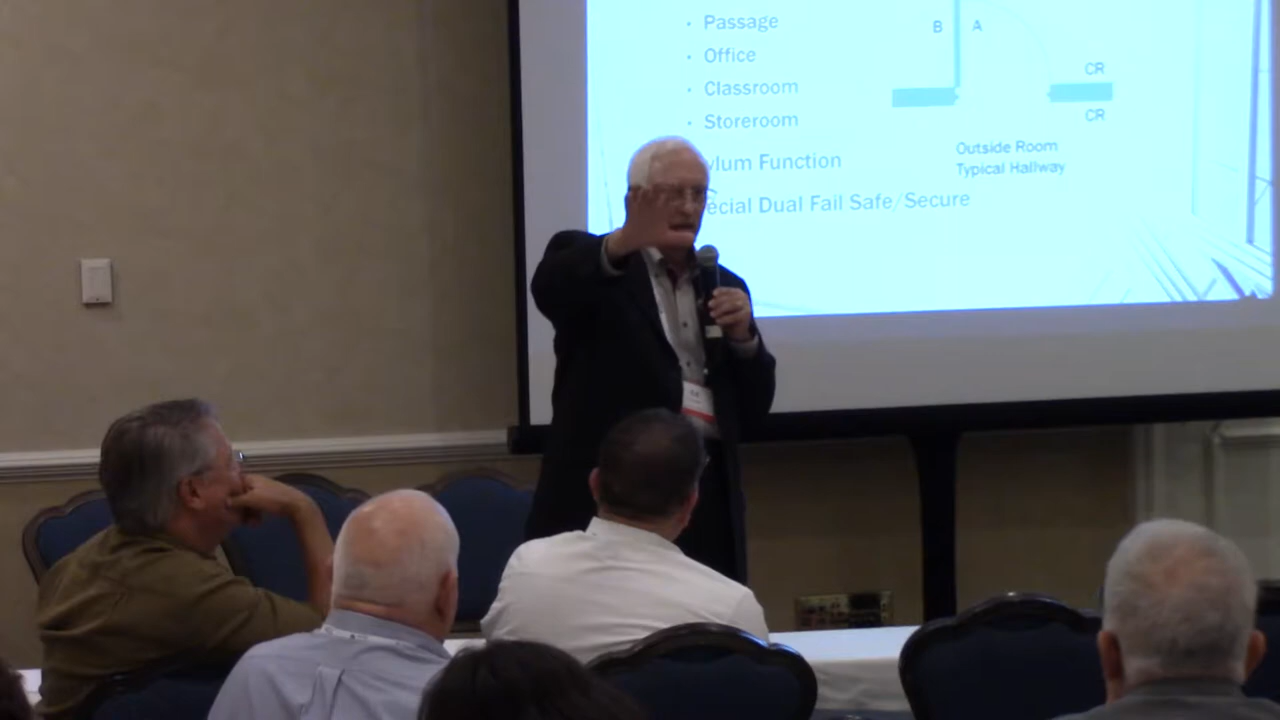 • Passage
• Office
• Classroom
• Storeroom
ylum Function
ecial Dual Fail Safe/Secure
B A
CR
CR
Outside Room
Typical Hallway